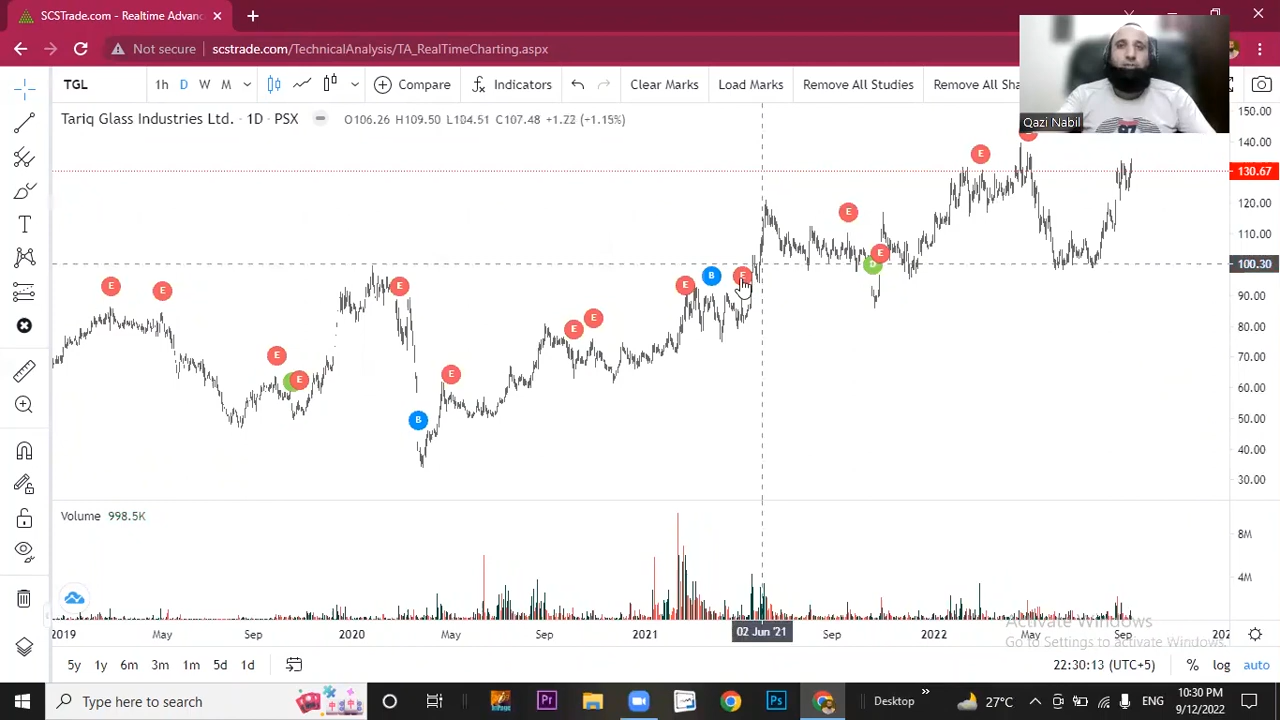 SCSTrade.com - Realtime Advanc
Not secure scstrade.com/TechnicalAnalysis/TA_RealTimeCharting.aspx
TGL 1h D W M Compare Indicators Clear Marks Load Marks Remove All Studies Remove All Sha
Tariq Glass Industries Ltd. · 1D · PSX O106.26 H109.50 L104.51 C107.48 +1.22 (−1.15%)
Qazi Nabil
150.00
140.00
130.67
120.00
110.00
100.30
90.00
80.00
70.00
60.00
50.00
40.00
30.00
E E E E E B E E E E B E E E E E
Volume 998.5K
8M
4M
2019 May Sep 2020 May Sep 2021 02 Jun '21 Sep 2022 May Sep 202
Activate Windows
Go to Settings to activate Windows.
5y 1y 6m 3m 1m 5d 1d 22:30:13 (UTC+5) % log auto
Type here to search Pr Ps Desktop 27°C ENG 10:30 PM
9/12/2022